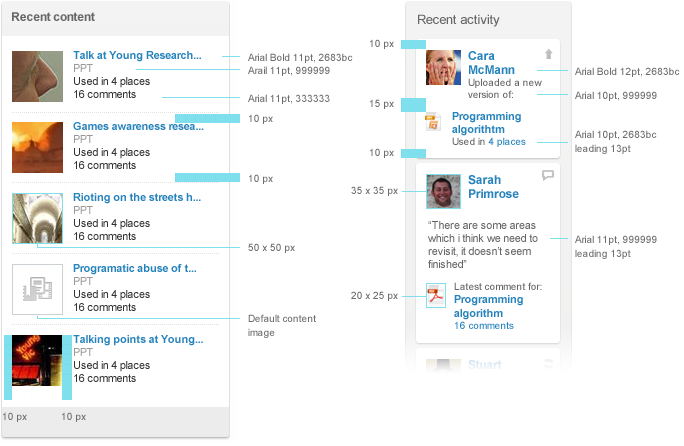 Recent content
Talk at Young Research...
PPT
Used in 4 places
16 comments
Games awareness resea...
PPT
Used in 4 places
16 comments
Rioting on the streets h...
PPT
Used in 4 places
16 comments
Programatic abuse of t...
PPT
Used in 4 places
16 comments
Young
Vic
Talking points at Young...
PPT
Used in 4 places
16 comments
10 px
10 px
Arial Bold 11pt, 2683bc
Arail 11pt, 999999
Arial 11pt, 333333
10 px
10 px
50 x 50 px
Default content
image
Recent activity
10 px
Cara
McMann
Uploaded a new
version of:
15 px
Programming
algorithtm
Used in 4 places
10 px
35 x 35 px
Sarah
Primrose
“There are some areas
which i think we need to
revisit, it doesn’t seem
finished”
20 x 25 px
Latest comment for:
Programming
algorithm
16 comments
Stuart
Arial Bold 12pt, 2683bc
Arial 10pt, 999999
Arial 10pt, 2683bc
leading 13pt
Arial 11pt, 999999
leading 13pt